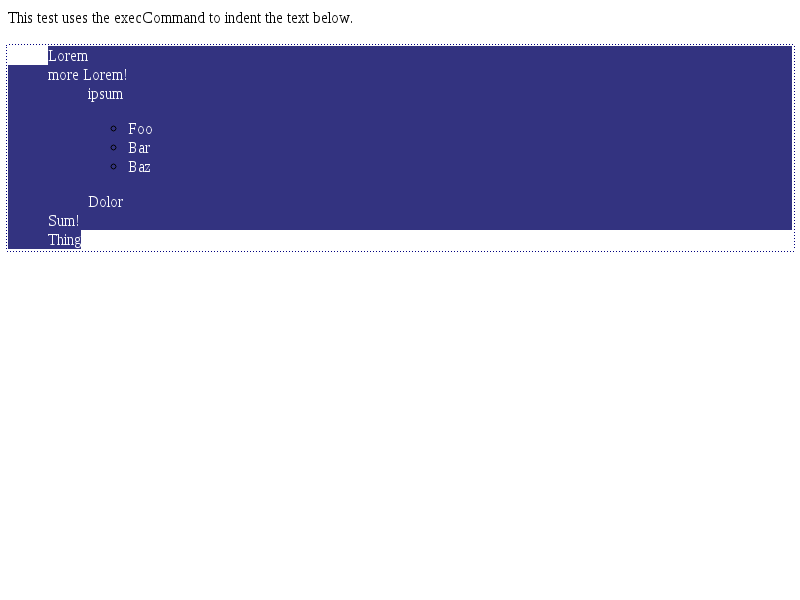 This test uses the execCommand to indent the text below.
Lorem
more Lorem!
ipsum
Foo
Bar
Baz
Dolor
Sum!
Thing